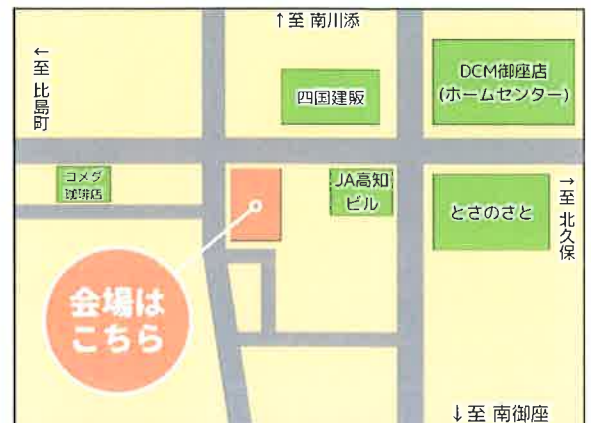 ↑至 南川添
←至 比島町
DCM御座店
(ホームセンター)
四国建販
コメダ
珈琲店
JA高知
ビル
とさのさと
→至 北久保
会場は
こちら
↓至 南御座